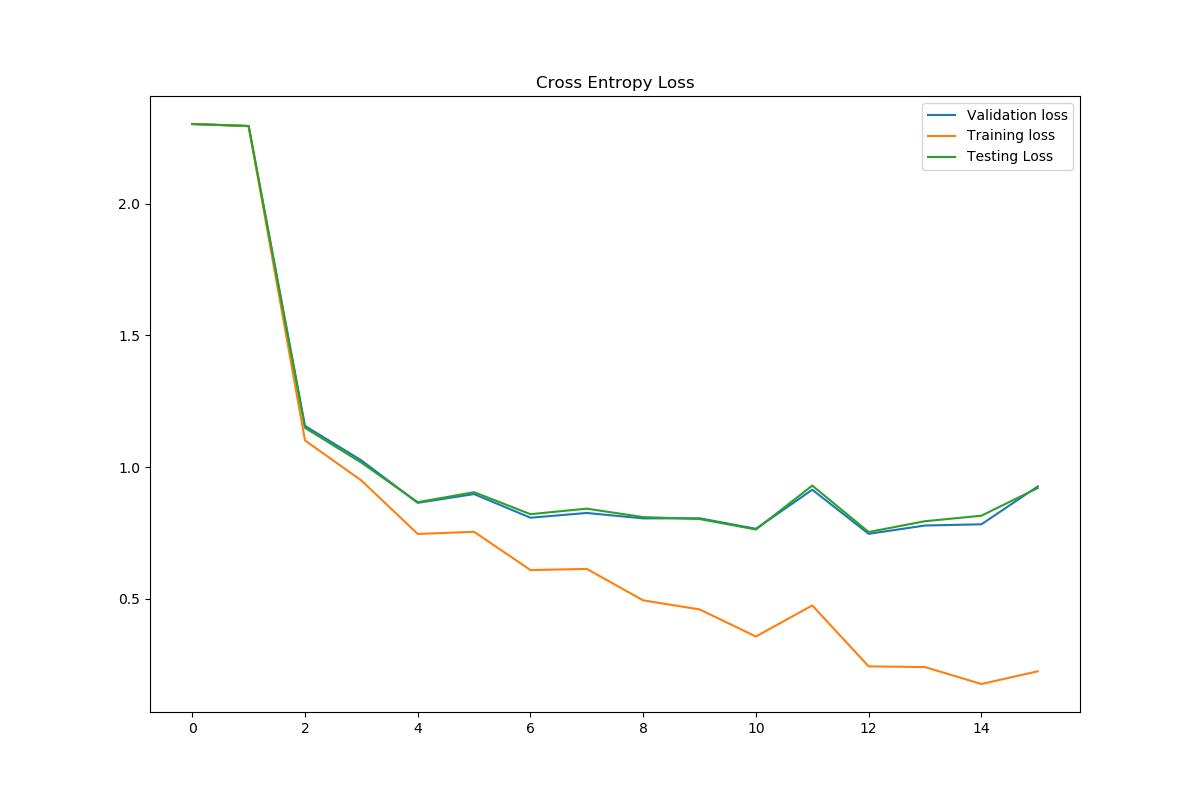 Cross Entropy Loss
Validation loss
Training loss
Testing Loss
2.0
1.5
1.0
0.5
0 2 4 6 8 10 12 14